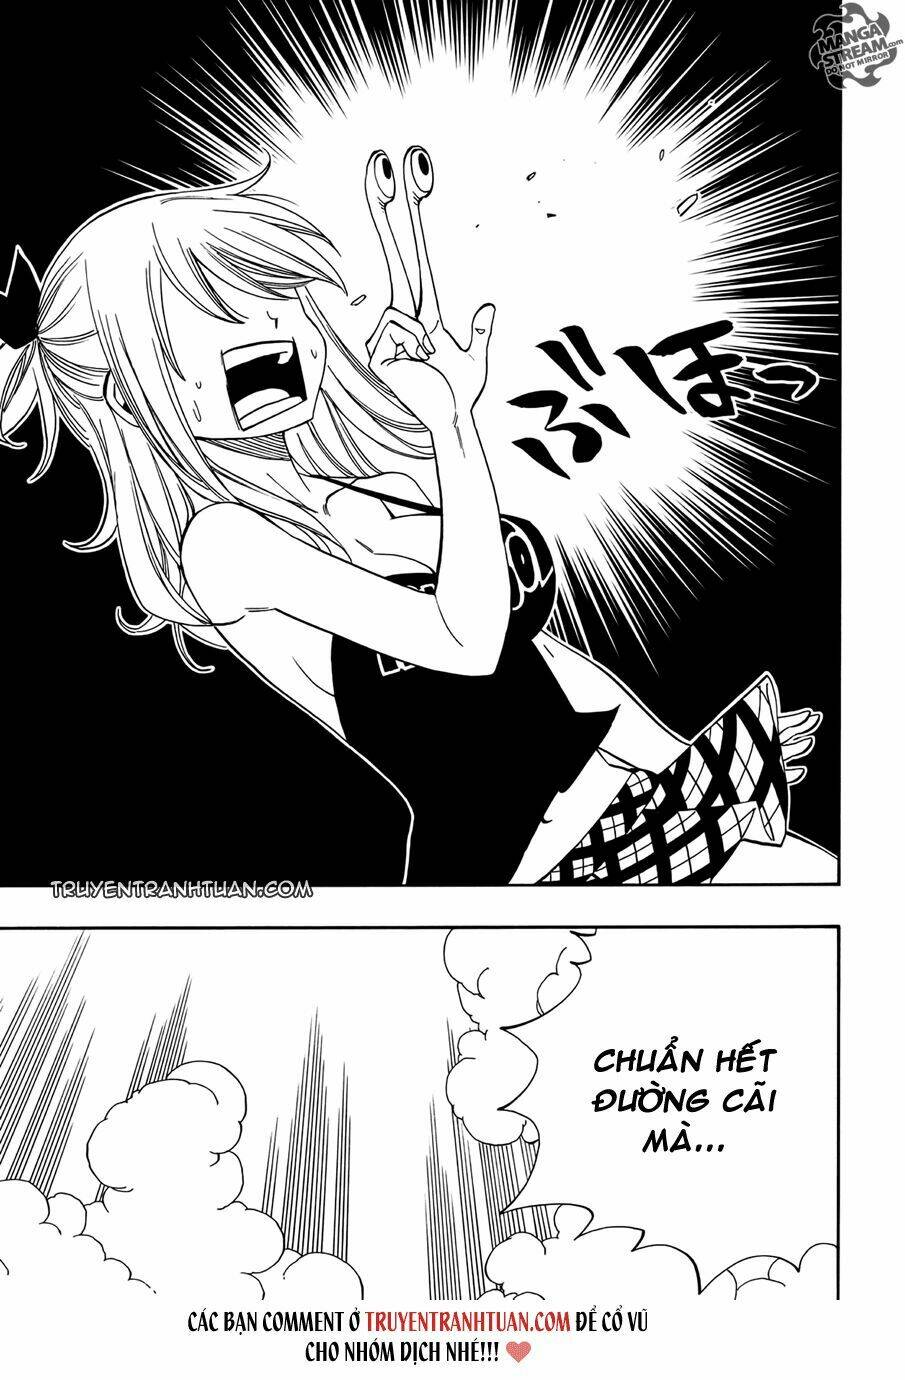 MANGA
STREAM.com
DO NOT MIRROR
ほっ
ぶ
TRUYENTRANHTUAN.COM
CHUẨN HẾT
ĐƯỜNG CÃI
MÀ...
CÁC BẠN COMMENT Ở TRUYENTRANHTUAN.COM ĐỂ CỔ VŨ
CHO NHÓM DỊCH NHÉ!!! ❤